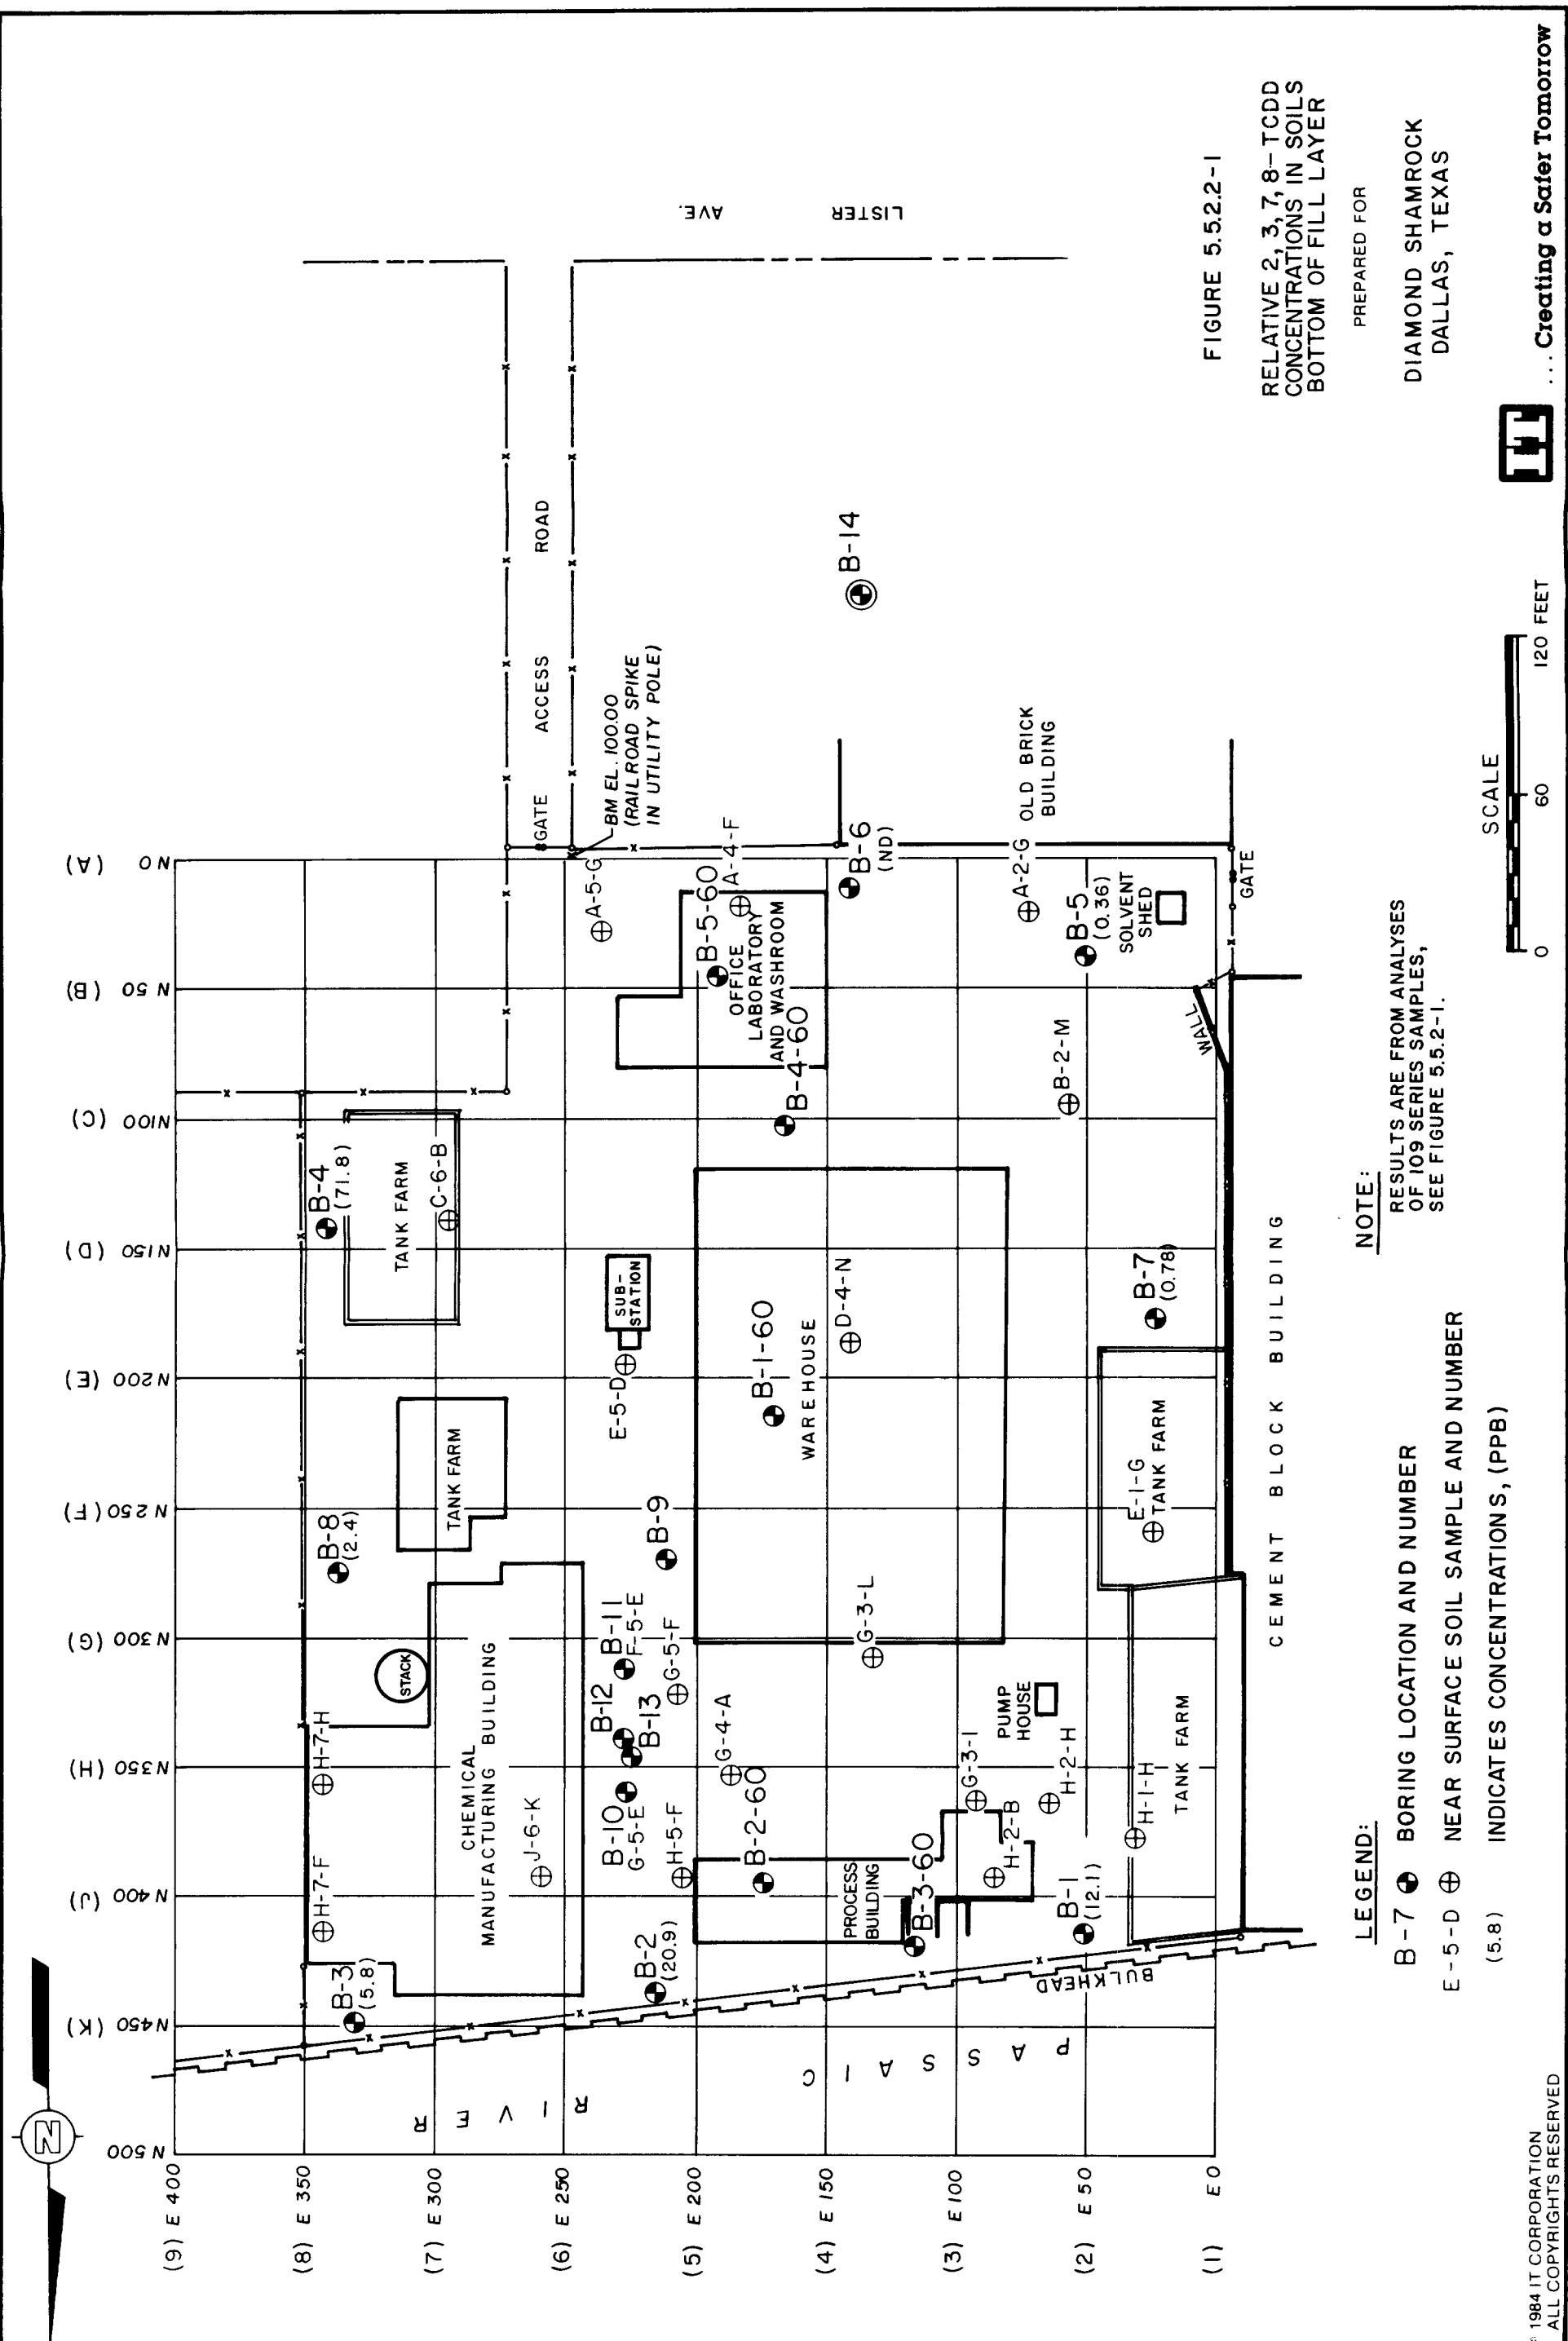 (A)
N 0
(B)
N 50
(C)
N100
(D)
N150
(E)
N200
(F)
N 250
(G)
N 300
(H)
N 350
(J)
N 400
(K)
N 450
N 500
(9) E 400
(8) E 350
(7) E 300
(6) E 250
(5) E 200
(4) E 150
(3) E 100
(2) E 50
(1) E 0
N
RIVER
PASSAIC
BULKHEAD
B-3
(5.8)
H-7-F
H-7-H
STACK
B-8
(2.4)
B-4
(71.8)
TANK FARM
C-6-B
TANK FARM
CHEMICAL
MANUFACTURING BUILDING
J-6-K
SUB-
STATION
E-5-D
GATE
ACCESS ROAD
LISTER AVE.
BM EL. 100.00
(RAILROAD SPIKE
IN UTILITY POLE)
A-5-G
B-5-60
A-4-F
OFFICE
LABORATORY
AND WASHROOM
B-4-60
B-6
(ND)
B-14
B-2
(20.9)
H-5-F
B-10
G-5-E
B-12
B-13
B-11
F-5-E
G-5-F
B-9
G-4-A
B-2-60
B-1-60
WAREHOUSE
D-4-N
G-3-L
PROCESS
BUILDING
B-3-60
H-2-B
G-3-I
PUMP
HOUSE
H-2-H
B-1
(12.1)
H-1-H
TANK FARM
E-1-G
TANK FARM
B-7
(0.78)
B-2-M
A-2-G
OLD BRICK
BUILDING
B-5
(0.36)
SOLVENT
SHED
WALL
GATE
CEMENT BLOCK BUILDING
LEGEND:
B-7 BORING LOCATION AND NUMBER
E-5-D NEAR SURFACE SOIL SAMPLE AND NUMBER
(5.8) INDICATES CONCENTRATIONS, (PPB)
NOTE:
RESULTS ARE FROM ANALYSES
OF 109 SERIES SAMPLES,
SEE FIGURE 5.5.2-1.
SCALE
0 60 120 FEET
FIGURE 5.5.2.2-1
RELATIVE 2, 3, 7, 8-TCDD
CONCENTRATIONS IN SOILS
BOTTOM OF FILL LAYER
PREPARED FOR
DIAMOND SHAMROCK
DALLAS, TEXAS
... Creating a Safer Tomorrow
© 1984 IT CORPORATION
ALL COPYRIGHTS RESERVED